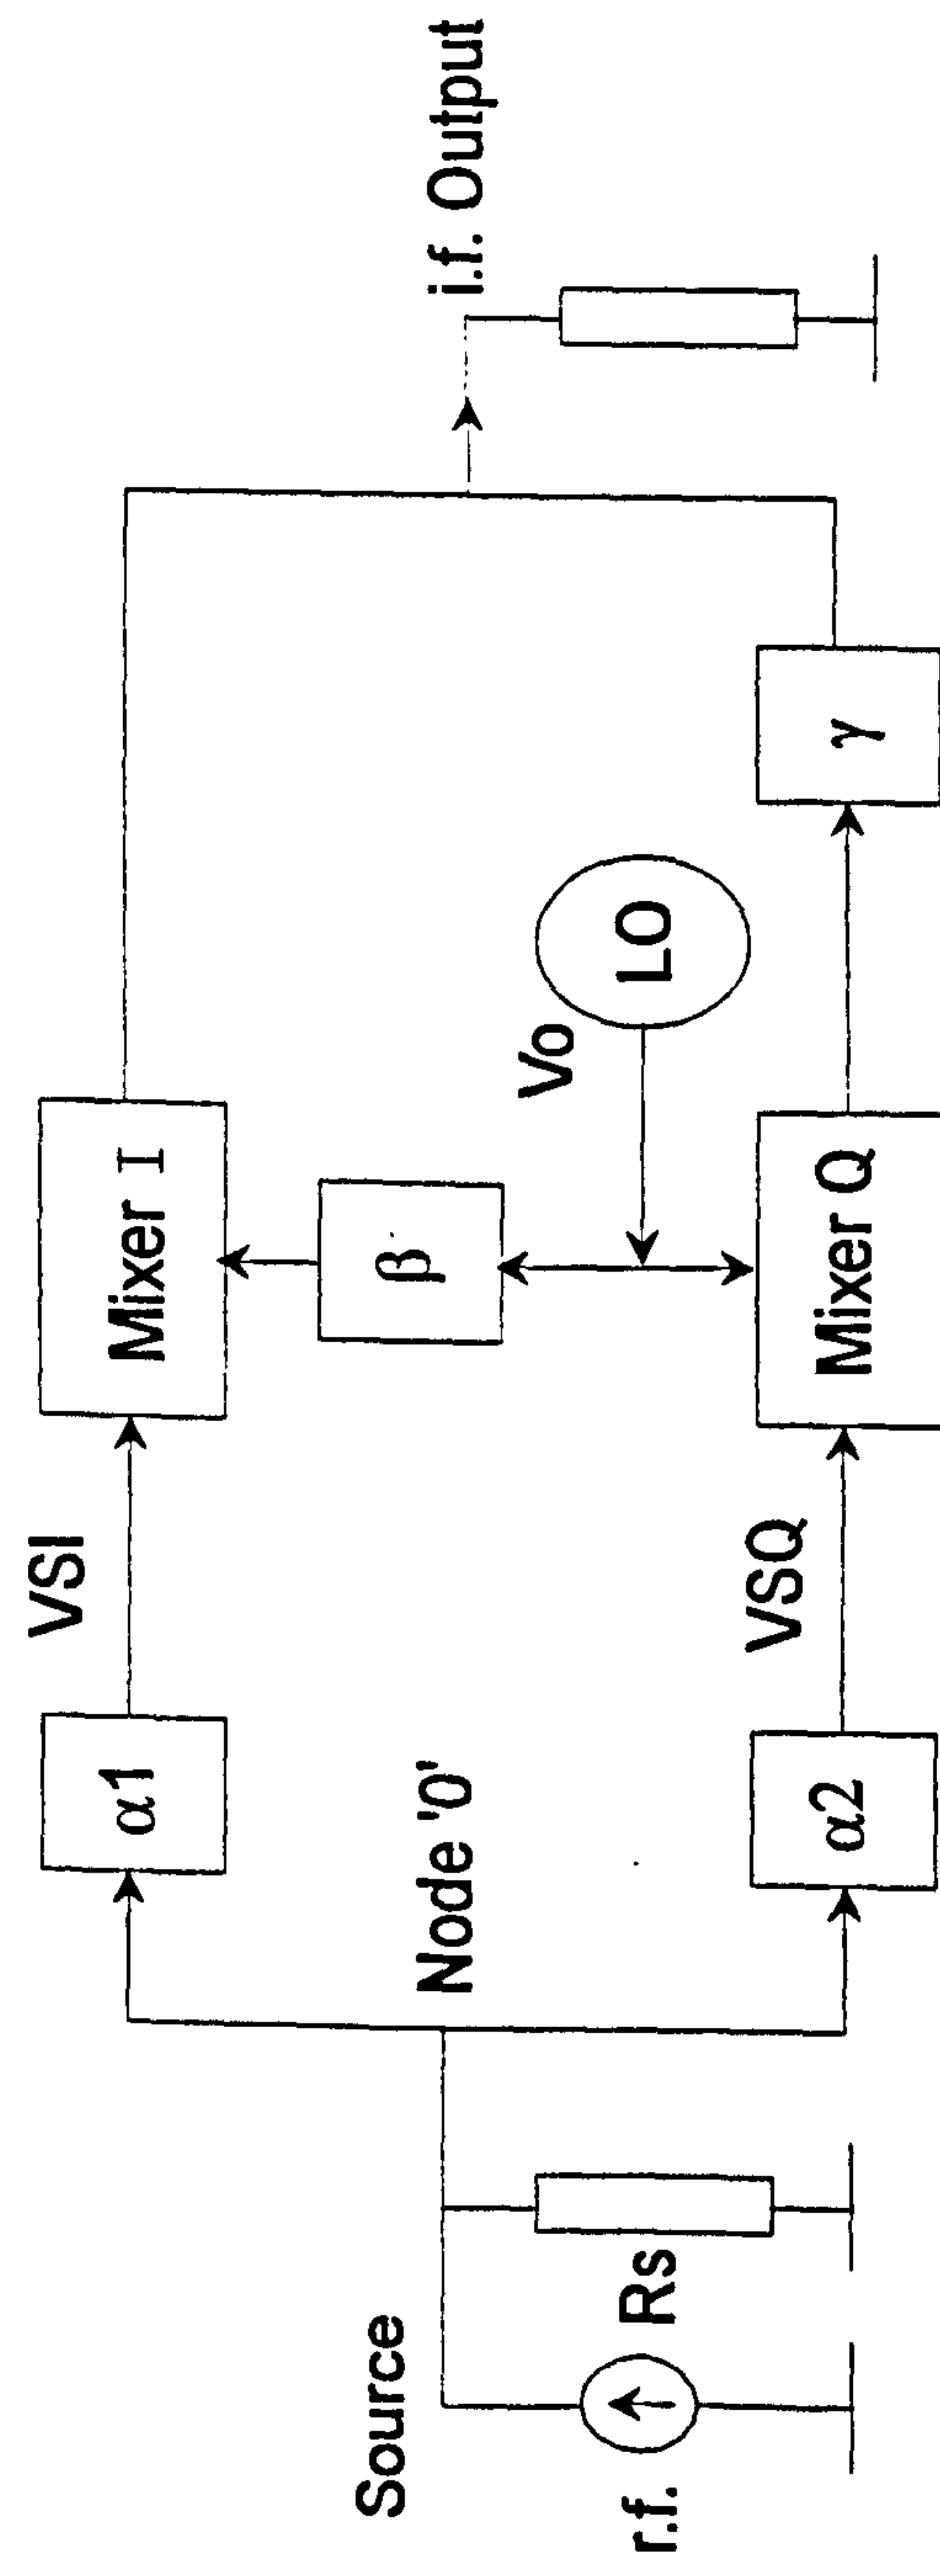 VSI
α1
Mixer I
Node '0'
i.f. Output
Source
β
Vo
LO
r.f.
Rs
VSQ
α2
Mixer Q
γ